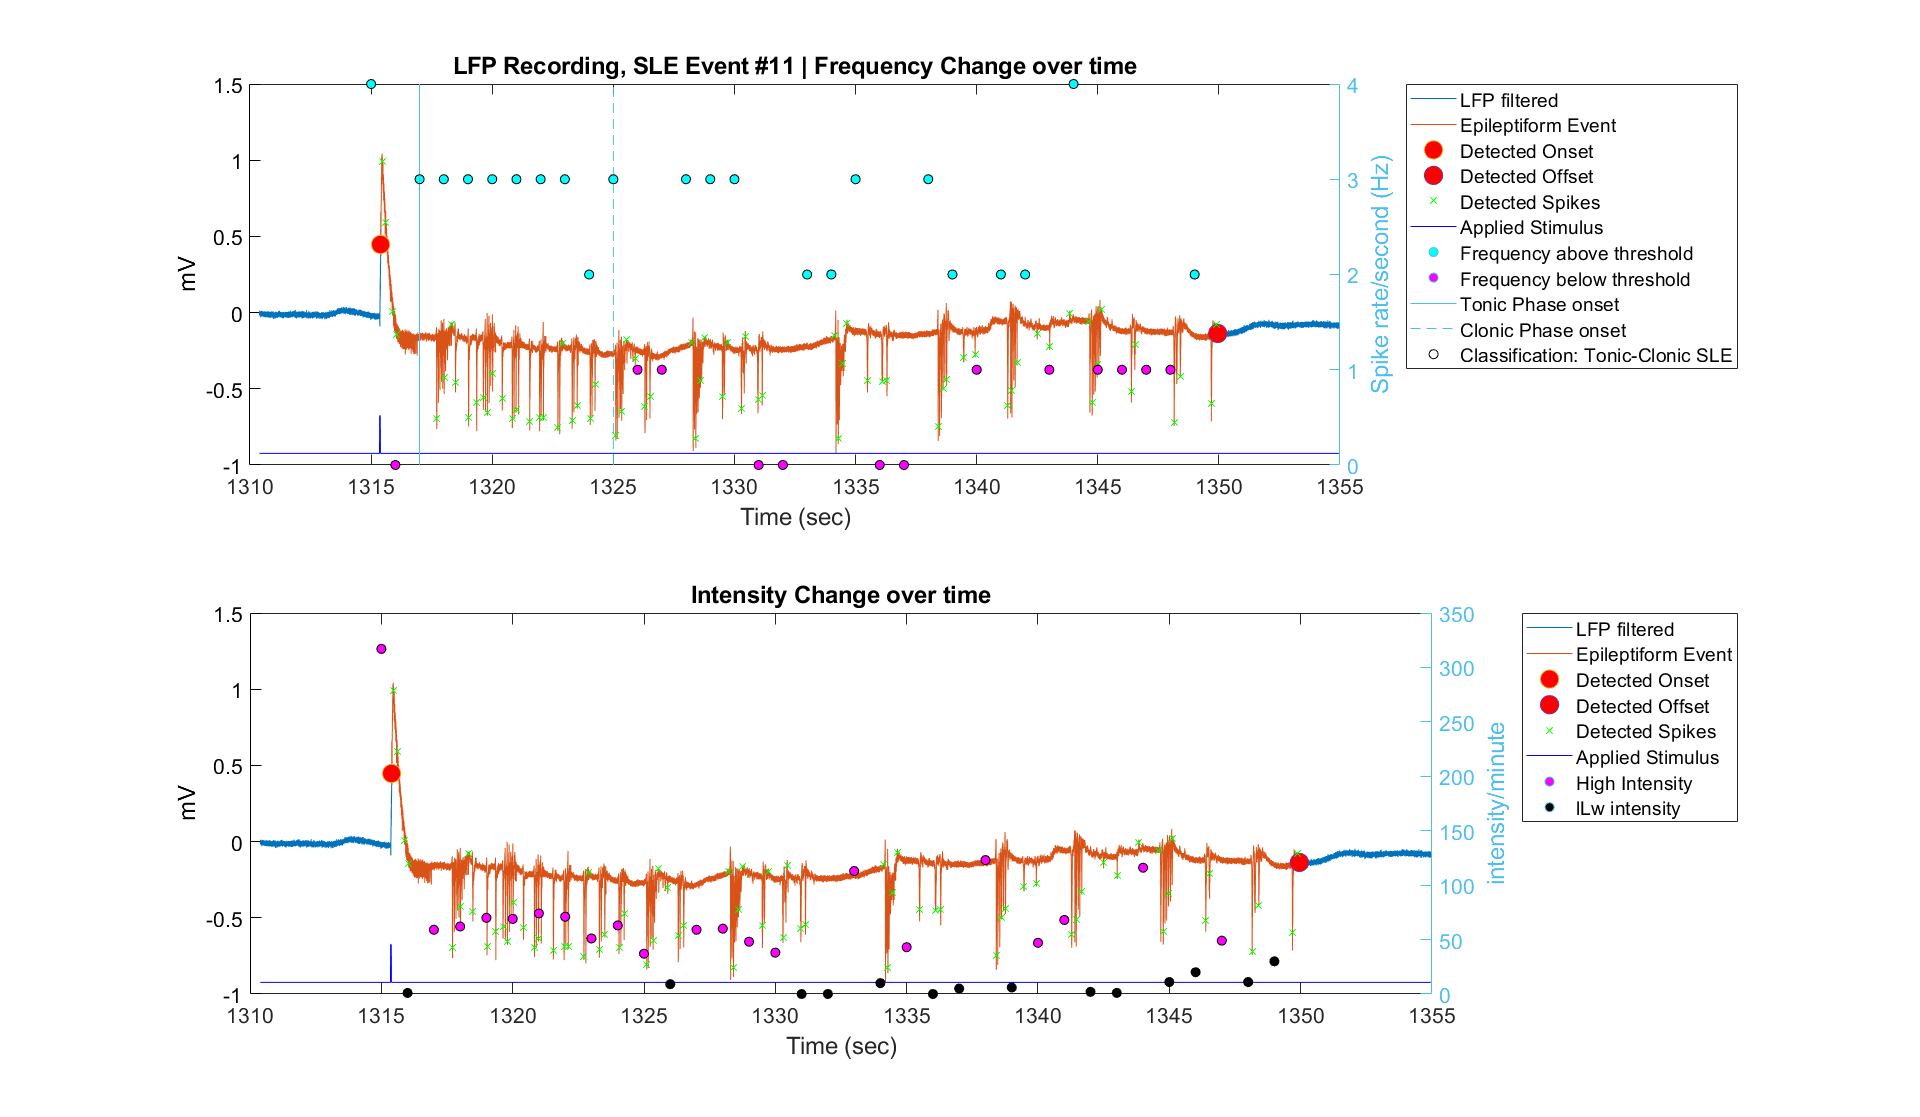 LFP Recording, SLE Event #11 | Frequency Change over time
1.5
1
0.5
0
-0.5
-1
mV
4
3
2
1
0
Spike rate/second (Hz)
1310 1315 1320 1325 1330 1335 1340 1345 1350 1355
Time (sec)
LFP filtered
Epileptiform Event
Detected Onset
Detected Offset
Detected Spikes
Applied Stimulus
Frequency above threshold
Frequency below threshold
Tonic Phase onset
Clonic Phase onset
Classification: Tonic-Clonic SLE
Intensity Change over time
1.5
1
0.5
0
-0.5
-1
mV
350
300
250
200
150
100
50
0
intensity/minute
1310 1315 1320 1325 1330 1335 1340 1345 1350 1355
Time (sec)
LFP filtered
Epileptiform Event
Detected Onset
Detected Offset
Detected Spikes
Applied Stimulus
High Intensity
lLw intensity